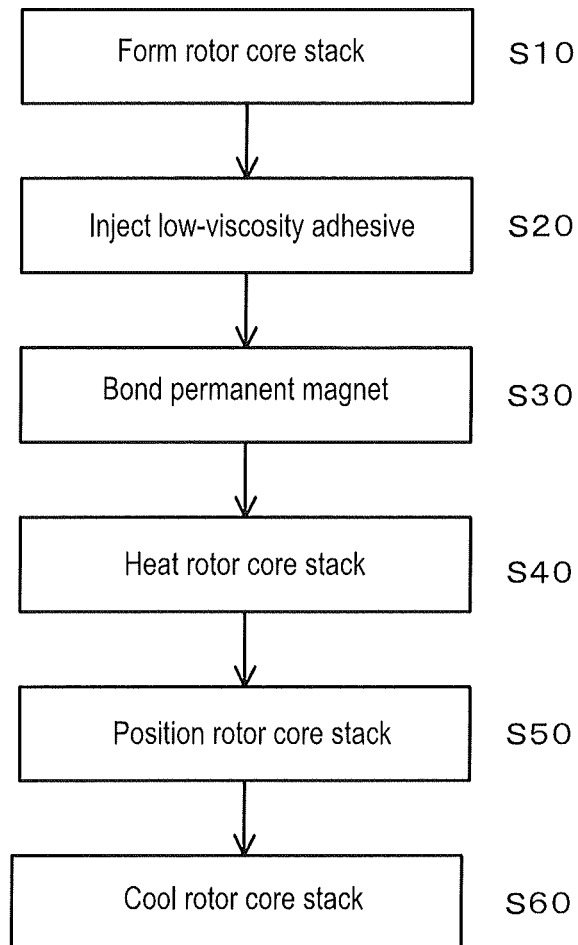 Form rotor core stack S10
Inject low-viscosity adhesive S20
Bond permanent magnet S30
Heat rotor core stack S40
Position rotor core stack S50
Cool rotor core stack S60